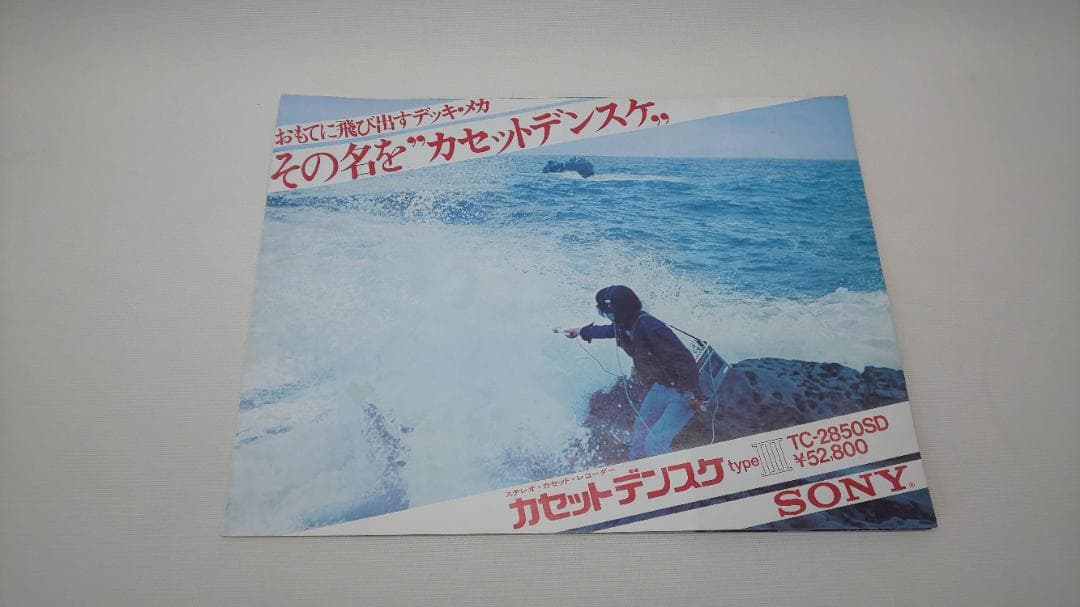 おもてに飛び出すデッキ・メカ
その名を”カセットデンスケ”
ステレオ・カセット・レコーダー
カセットデンスケ type III TC-2850SD
¥52,800
SONY®